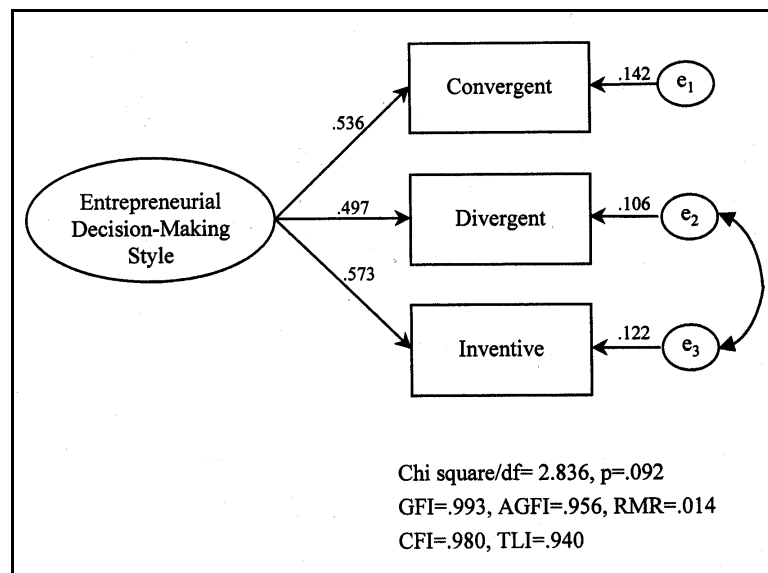 Convergent
.142
e1
.536
Entrepreneurial
Decision-Making
Style
.497
Divergent
.106
e2
.573
Inventive
.122
e3
Chi square/df= 2.836, p=.092
GFI=.993, AGFI=.956, RMR=.014
CFI=.980, TLI=.940